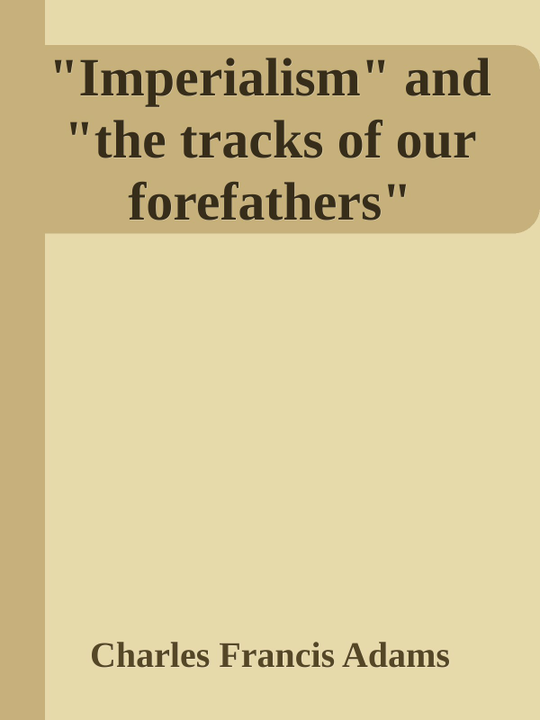 "Imperialism" and
"the tracks of our
forefathers"
Charles Francis Adams